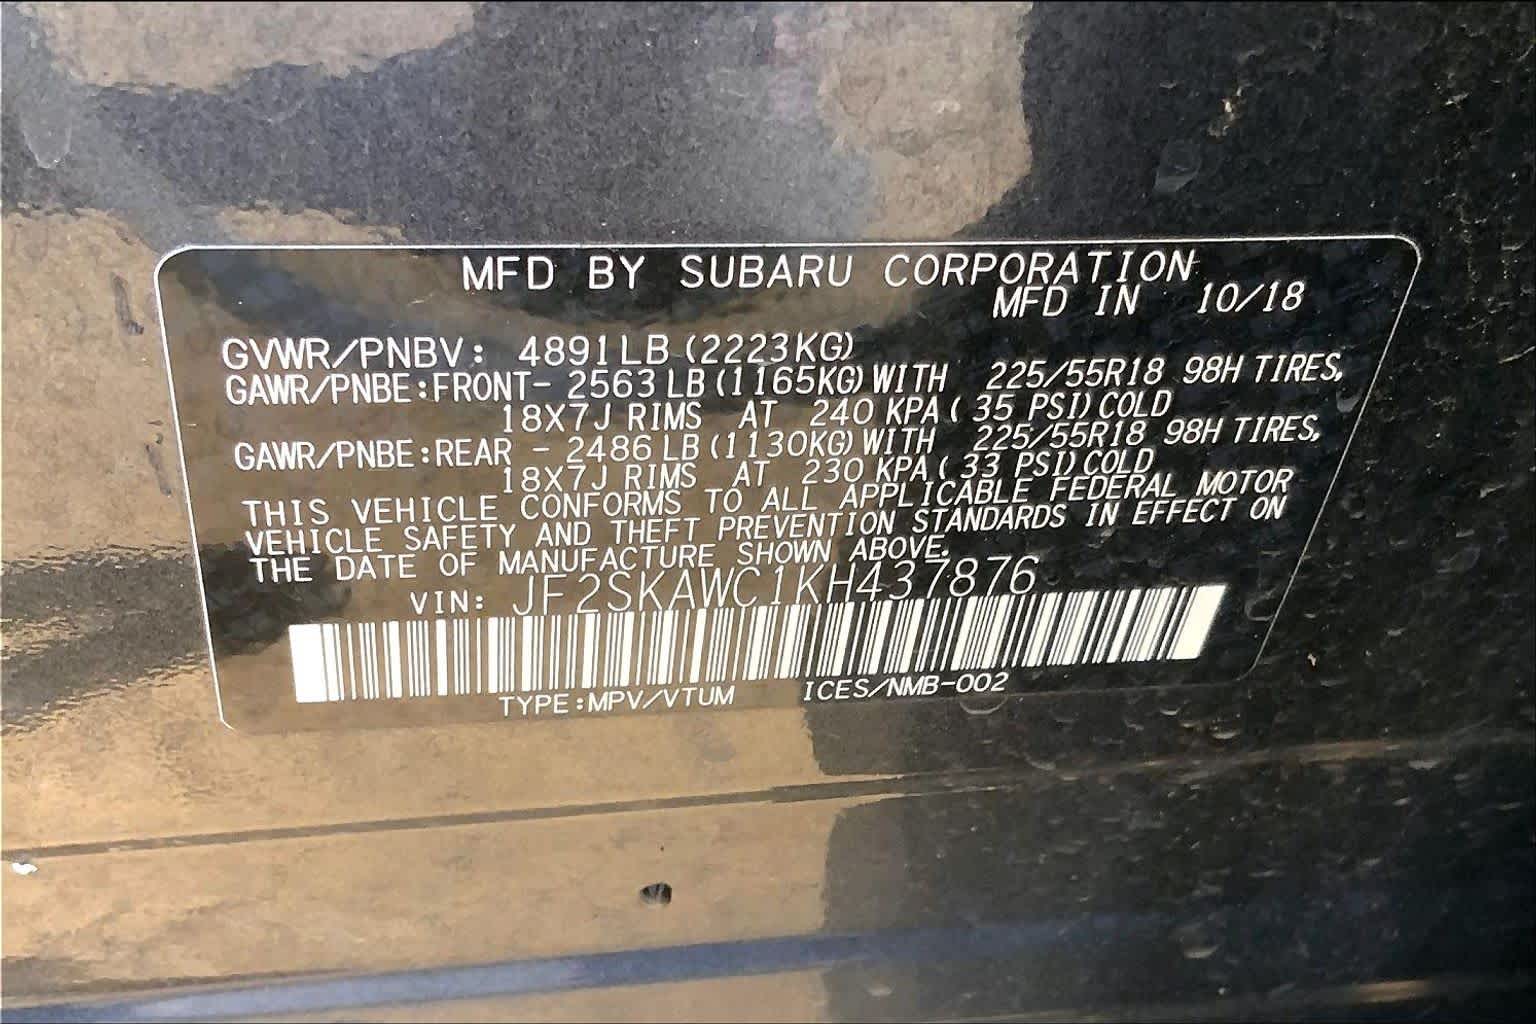 MFD BY SUBARU CORPORATION
MFD IN 10/18
GVWR/PNBV: 4891LB (2223KG)
GAWR/PNBE:FRONT- 2563 LB (1165KG) WITH 225/55R18 98H TIRES,
18X7J RIMS AT 240 KPA ( 35 PSI) COLD
GAWR/PNBE:REAR - 2486 LB (1130KG) WITH 225/55R18 98H TIRES,
18X7J RIMS AT 230 KPA ( 33 PSI) COLD
THIS VEHICLE CONFORMS TO ALL APPLICABLE FEDERAL MOTOR
VEHICLE SAFETY AND THEFT PREVENTION STANDARDS IN EFFECT ON
THE DATE OF MANUFACTURE SHOWN ABOVE.
VIN: JF2SKAWC1KH437876
TYPE:MPV/VTUM ICES/NMB-002